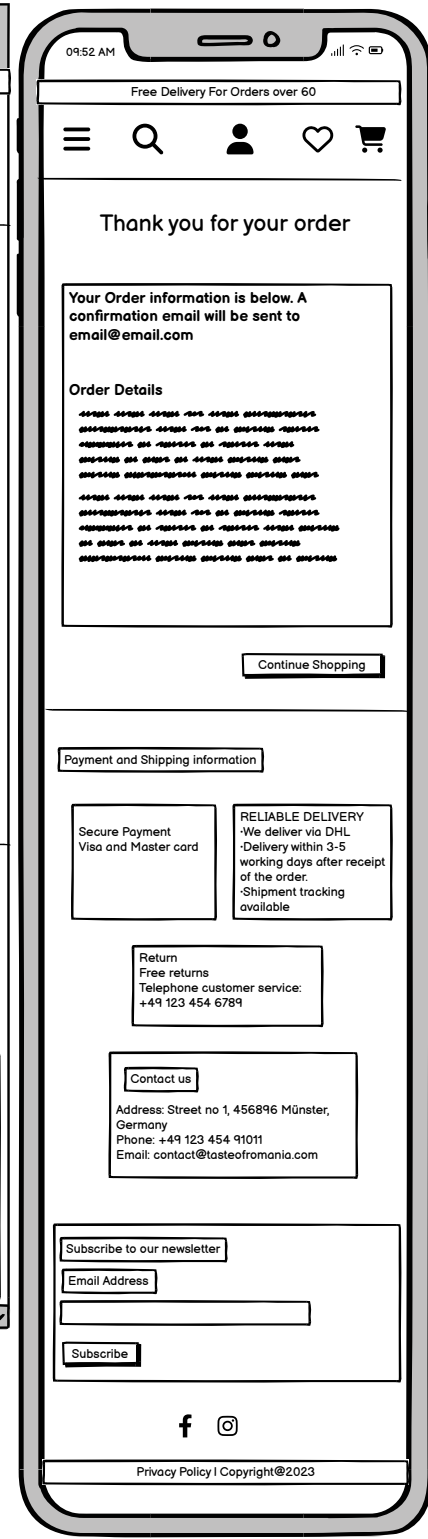 09:52 AM
Free Delivery For Orders over 60
Thank you for your order
Your Order information is below. A
confirmation email will be sent to
email@email.com
Order Details
Continue Shopping
Payment and Shipping information
Secure Payment
Visa and Master card
RELIABLE DELIVERY
·We deliver via DHL
·Delivery within 3-5
working days after receipt
of the order.
·Shipment tracking
available
Return
Free returns
Telephone customer service:
+49 123 454 6789
Contact us
Address: Street no 1, 456896 Münster,
Germany
Phone: +49 123 454 91011
Email: contact@tasteofromania.com
Subscribe to our newsletter
Email Address
Subscribe
Privacy Policy | Copyright@2023